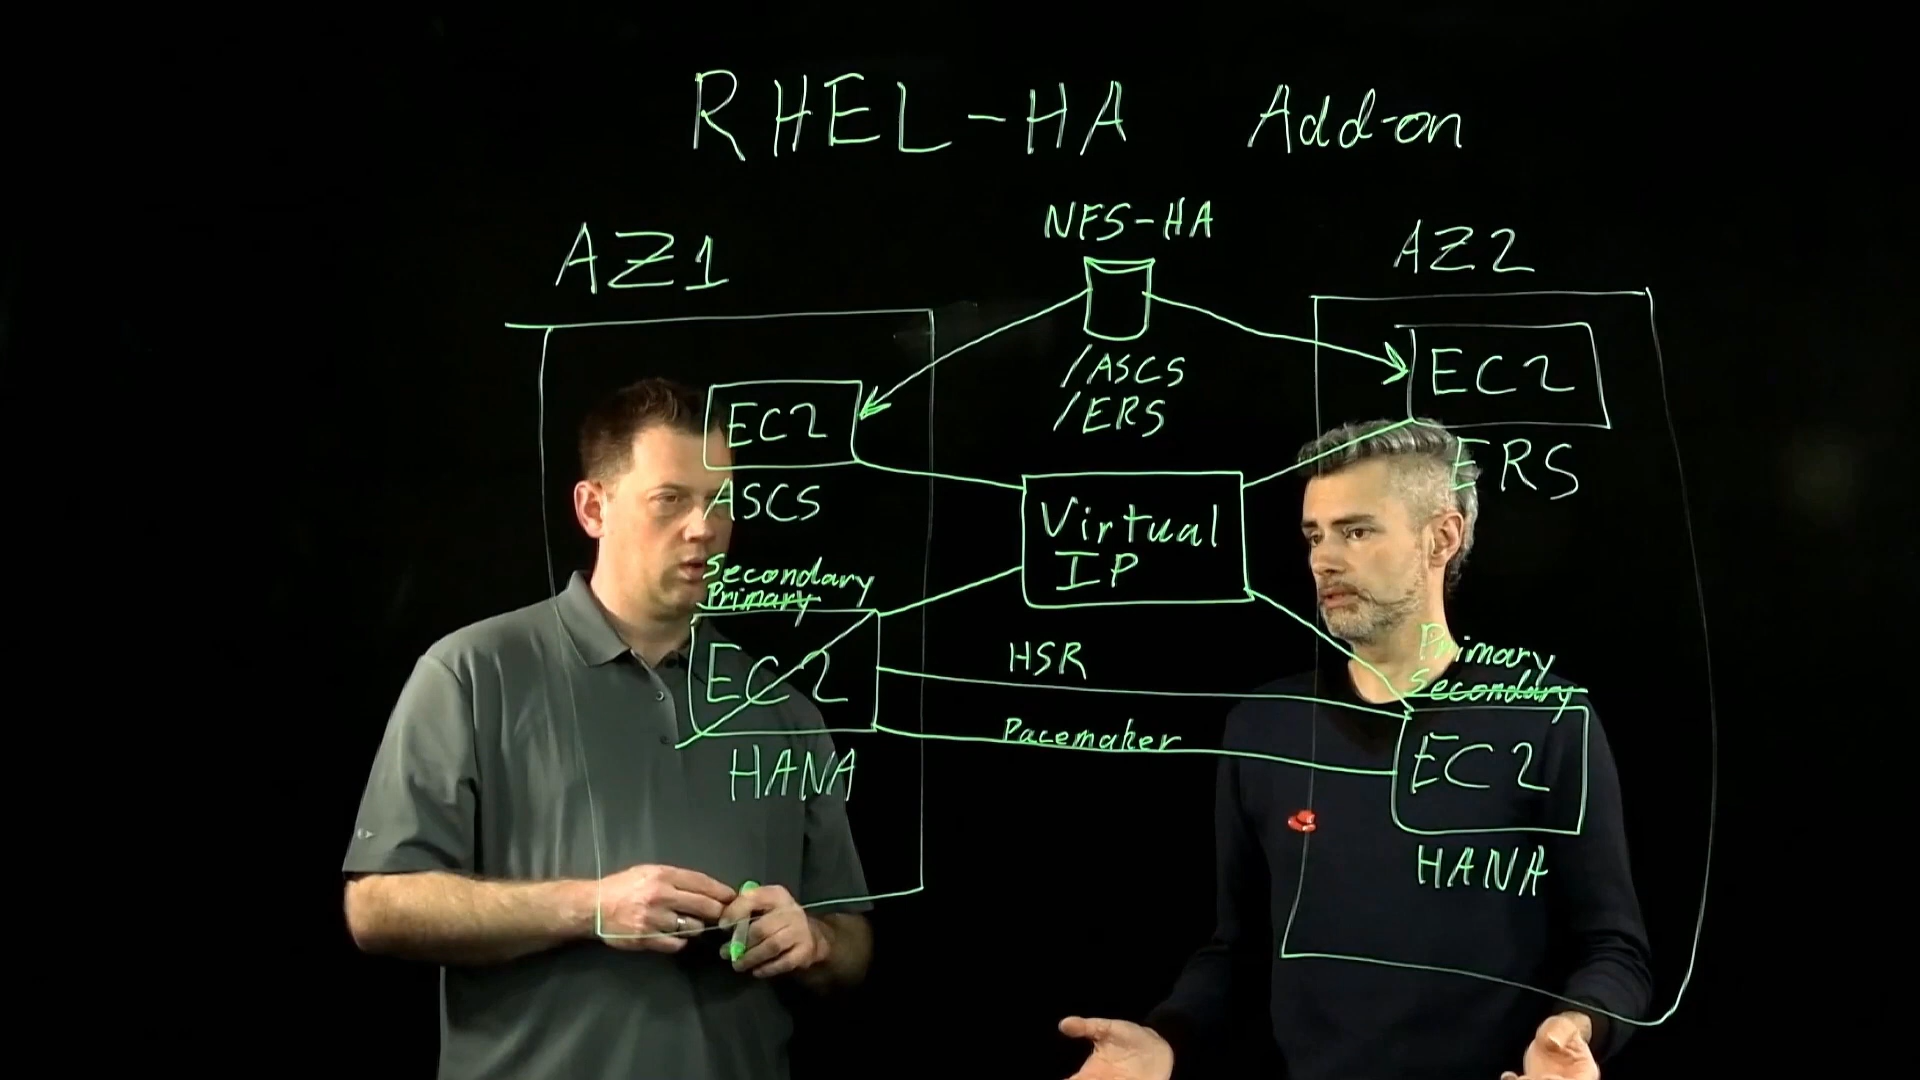 RHEL-HA Add-on
NFS-HA
AZ1
AZ2
/ASCS
/ERS
EC2
ASCS
EC2
ERS
Virtual
IP
Secondary
Primary
EC2
HANA
HSR
Pacemaker
Primary
Secondary
EC2
HANA